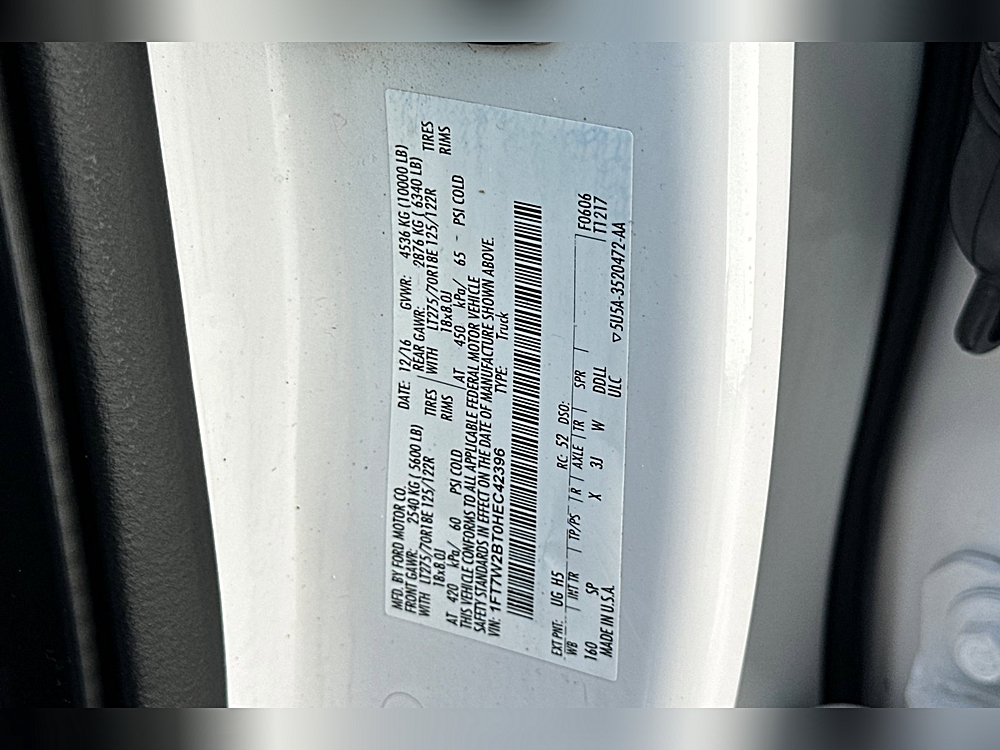 MFD. BY FORD MOTOR CO.
DATE: 12/16 GVWR: 4536 KG (10000 LB)
FRONT GAWR: 2540 KG ( 5600 LB) REAR GAWR: 2876 KG ( 6340 LB)
WITH LT275/70R18E 125/122R TIRES WITH LT275/70R18E 125/122R TIRES
18x8.0J RIMS 18x8.0J RIMS
AT 420 kPa/ 60 PSI COLD AT 450 kPa/ 65 - PSI COLD
THIS VEHICLE CONFORMS TO ALL APPLICABLE FEDERAL MOTOR VEHICLE
SAFETY STANDARDS IN EFFECT ON THE DATE OF MANUFACTURE SHOWN ABOVE.
VIN: 1FT7W2BT0HEC42396 TYPE: Truck
EXT PNT: UG H5 RC: 52 DSO:
WB | INT TR | TP/PS | R | AXLE | TR | SPR | F0606
160 SP X 3J W DDLL T1217
MADE IN U.S.A. ULC ▽5U5A-3520472-AA